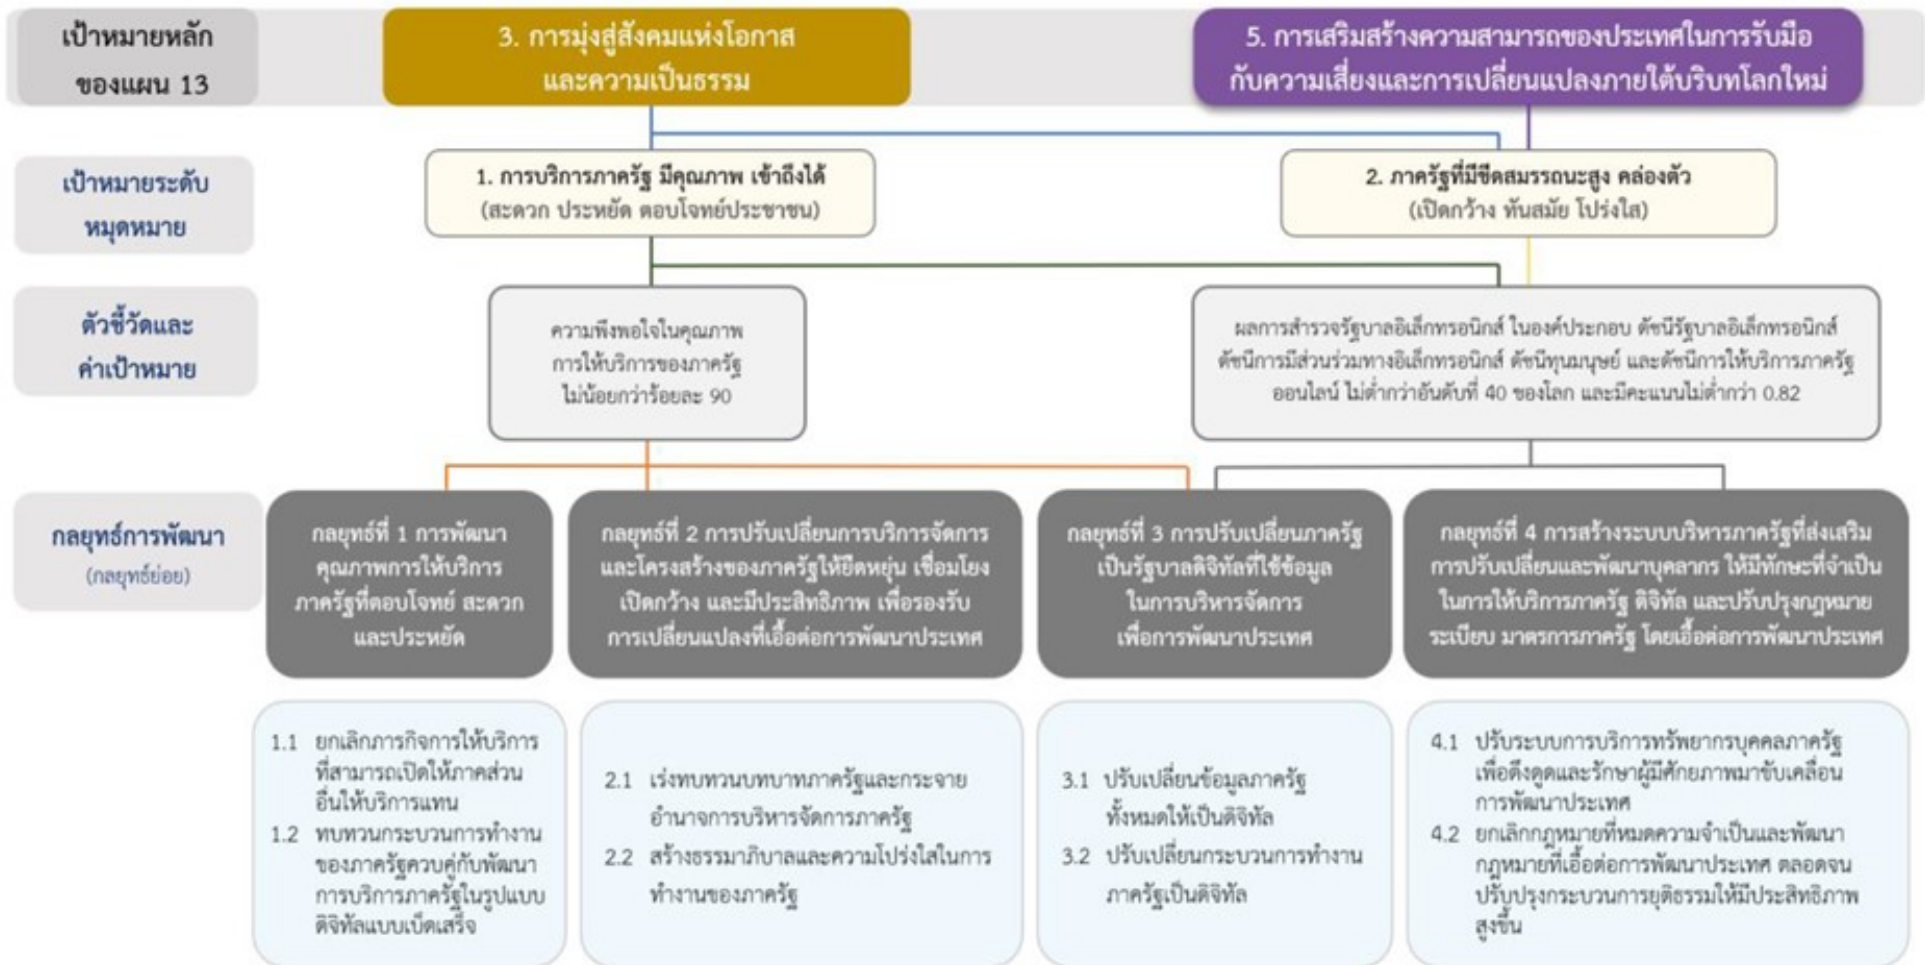 เป้าหมายหลัก
ของแผน 13
3. การมุ่งสู่สังคมแห่งโอกาส
และความเป็นธรรม
5. การเสริมสร้างความสามารถของประเทศในการรับมือ
กับความเสี่ยงและการเปลี่ยนแปลงภายใต้บริบทโลกใหม่
เป้าหมายระดับ
หมุดหมาย
1. การบริการภาครัฐ มีคุณภาพ เข้าถึงได้
(สะดวก ประหยัด ตอบโจทย์ประชาชน)
2. ภาครัฐที่มีขีดสมรรถนะสูง คล่องตัว
(เปิดกว้าง ทันสมัย โปร่งใส)
ตัวชี้วัดและ
ค่าเป้าหมาย
ความพึงพอใจในคุณภาพ
การให้บริการของภาครัฐ
ไม่น้อยกว่าร้อยละ 90
ผลการสำรวจรัฐบาลอิเล็กทรอนิกส์ ในองค์ประกอบ ดัชนีรัฐบาลอิเล็กทรอนิกส์
ดัชนีการมีส่วนร่วมทางอิเล็กทรอนิกส์ ดัชนีทุนมนุษย์ และดัชนีการให้บริการภาครัฐ
ออนไลน์ ไม่ต่ำกว่าอันดับที่ 40 ของโลก และมีคะแนนไม่ต่ำกว่า 0.82
กลยุทธ์การพัฒนา
(กลยุทธ์ย่อย)
กลยุทธ์ที่ 1 การพัฒนา
คุณภาพการให้บริการ
ภาครัฐที่ตอบโจทย์ สะดวก
และประหยัด
กลยุทธ์ที่ 2 การปรับเปลี่ยนการบริการจัดการ
และโครงสร้างของภาครัฐให้ยืดหยุ่น เชื่อมโยง
เปิดกว้าง และมีประสิทธิภาพ เพื่อรองรับ
การเปลี่ยนแปลงที่เอื้อต่อการพัฒนาประเทศ
กลยุทธ์ที่ 3 การปรับเปลี่ยนภาครัฐ
เป็นรัฐบาลดิจิทัลที่ใช้ข้อมูล
ในการบริหารจัดการ
เพื่อการพัฒนาประเทศ
กลยุทธ์ที่ 4 การสร้างระบบบริหารภาครัฐที่ส่งเสริม
การปรับเปลี่ยนและพัฒนาบุคลากร ให้มีทักษะที่จำเป็น
ในการให้บริการภาครัฐ ดิจิทัล และปรับปรุงกฎหมาย
ระเบียบ มาตรการภาครัฐ โดยเอื้อต่อการพัฒนาประเทศ
1.1 ยกเลิกภารกิจการให้บริการ
ที่สามารถเปิดให้ภาคส่วน
อื่นให้บริการแทน
1.2 ทบทวนกระบวนการทำงาน
ของภาครัฐควบคู่กับพัฒนา
การบริการภาครัฐในรูปแบบ
ดิจิทัลแบบเบ็ดเสร็จ
2.1 เร่งทบทวนบทบาทภาครัฐและกระจาย
อำนาจการบริหารจัดการภาครัฐ
2.2 สร้างธรรมาภิบาลและความโปร่งใสในการ
ทำงานของภาครัฐ
3.1 ปรับเปลี่ยนข้อมูลภาครัฐ
ทั้งหมดให้เป็นดิจิทัล
3.2 ปรับเปลี่ยนกระบวนการทำงาน
ภาครัฐเป็นดิจิทัล
4.1 ปรับระบบการบริการทรัพยากรบุคคลภาครัฐ
เพื่อดึงดูดและรักษาผู้มีศักยภาพมาขับเคลื่อน
การพัฒนาประเทศ
4.2 ยกเลิกกฎหมายที่หมดความจำเป็นและพัฒนา
กฎหมายที่เอื้อต่อการพัฒนาประเทศ ตลอดจน
ปรับปรุงกระบวนการยุติธรรมให้มีประสิทธิภาพ
สูงขึ้น